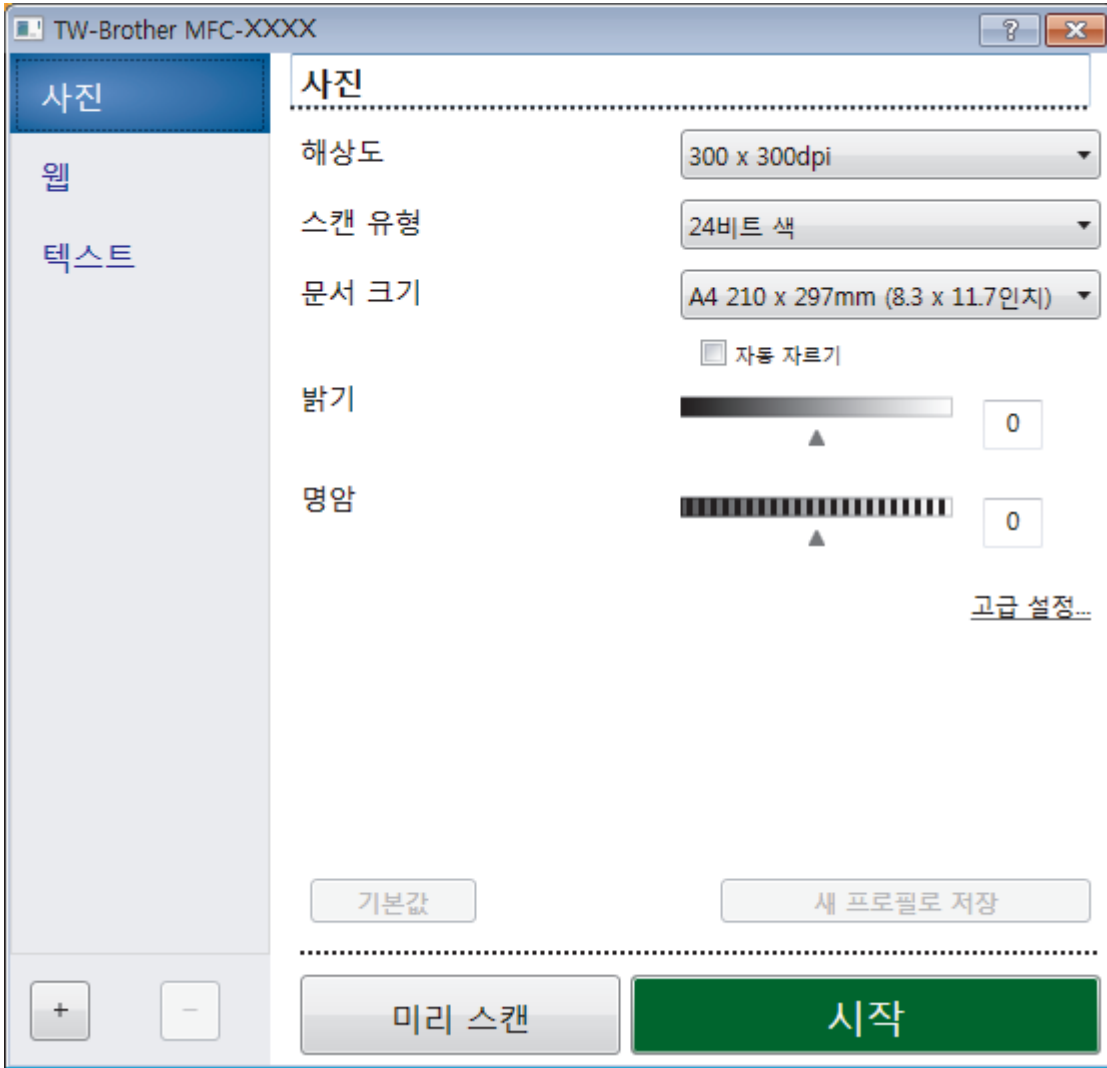 TW-Brother MFC-XXXX ?
사진
웹
텍스트
사진
해상도 300 x 300dpi
스캔 유형 24비트 색
문서 크기 A4 210 x 297mm (8.3 x 11.7인치)
자동 자르기
밝기 0
명암 0
고급 설정...
기본값 새 프로필로 저장
+ − 미리 스캔 시작